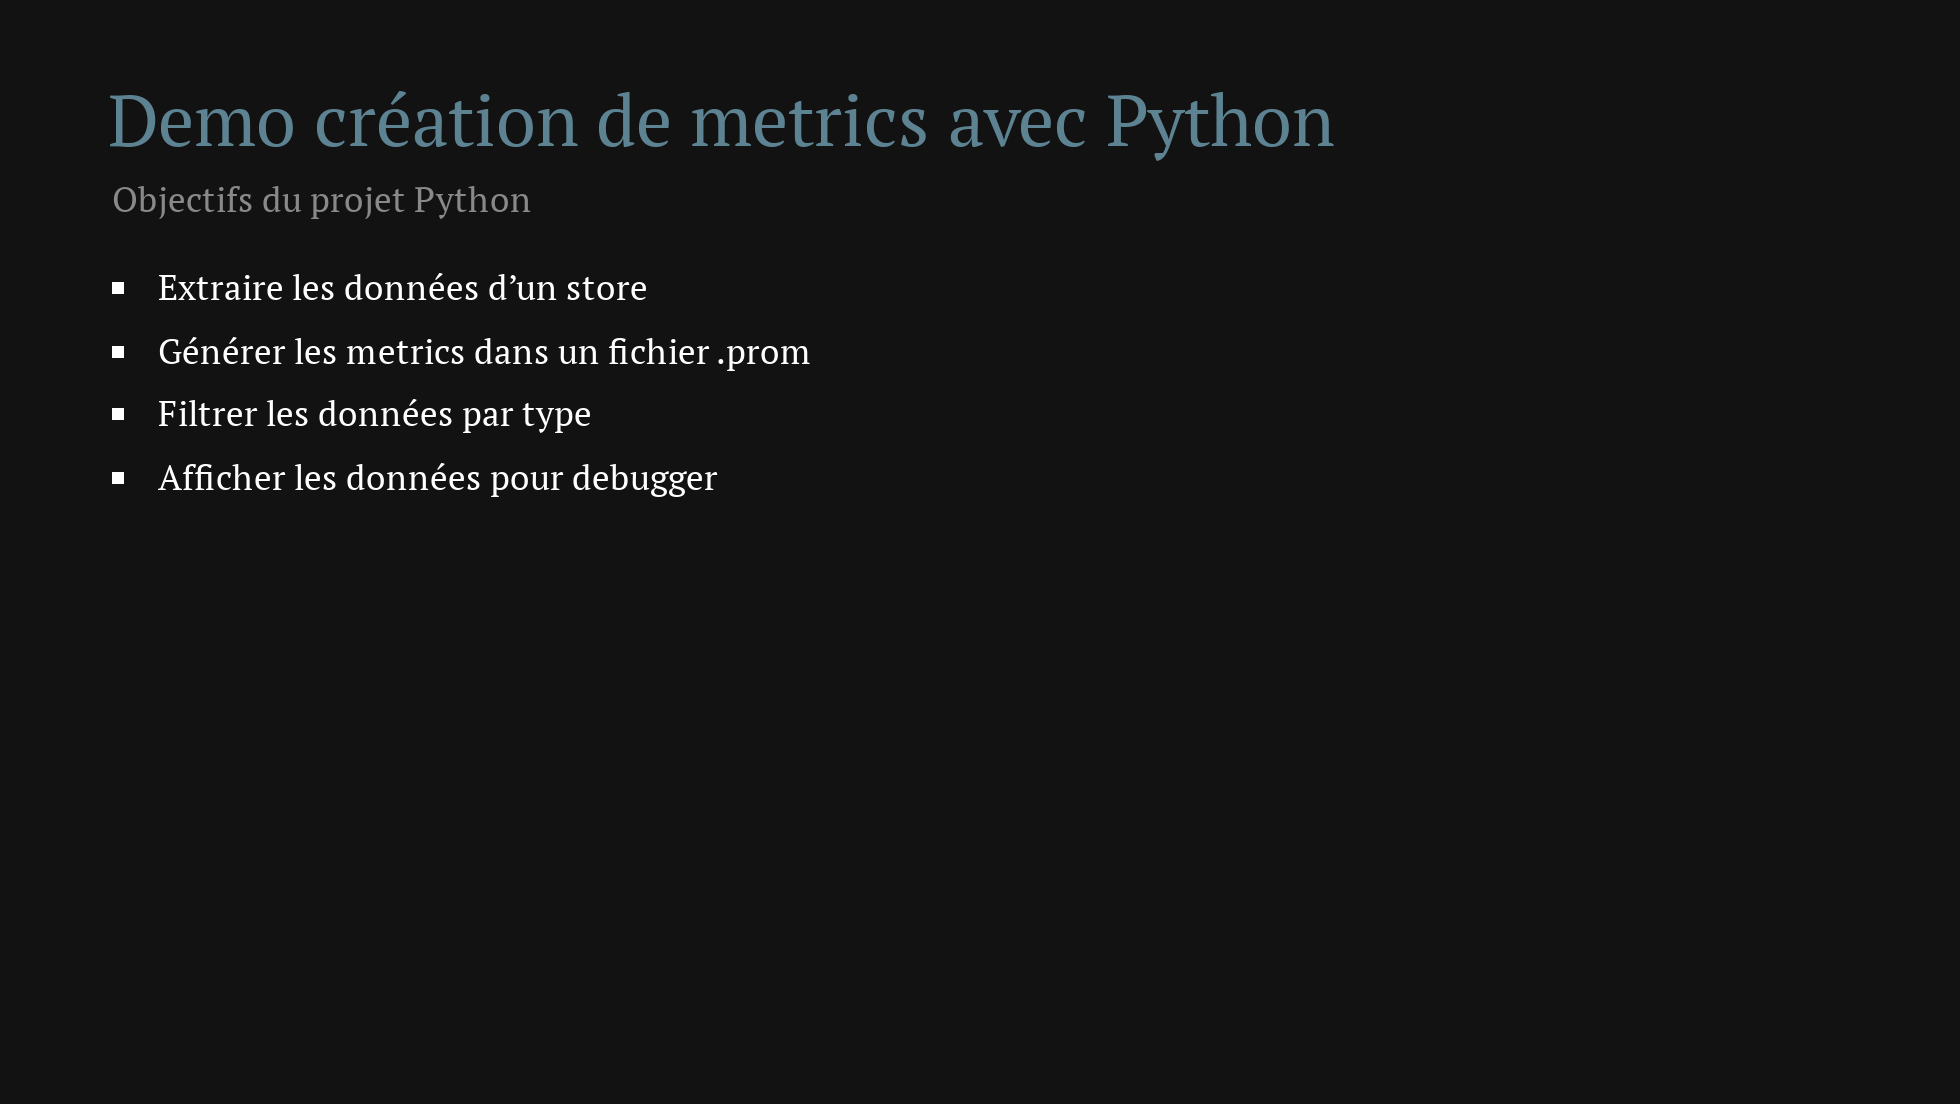 Demo création de metrics avec Python
Objectifs du projet Python
▪ Extraire les données d’un store
▪ Générer les metrics dans un fichier .prom
▪ Filtrer les données par type
▪ Afficher les données pour debugger